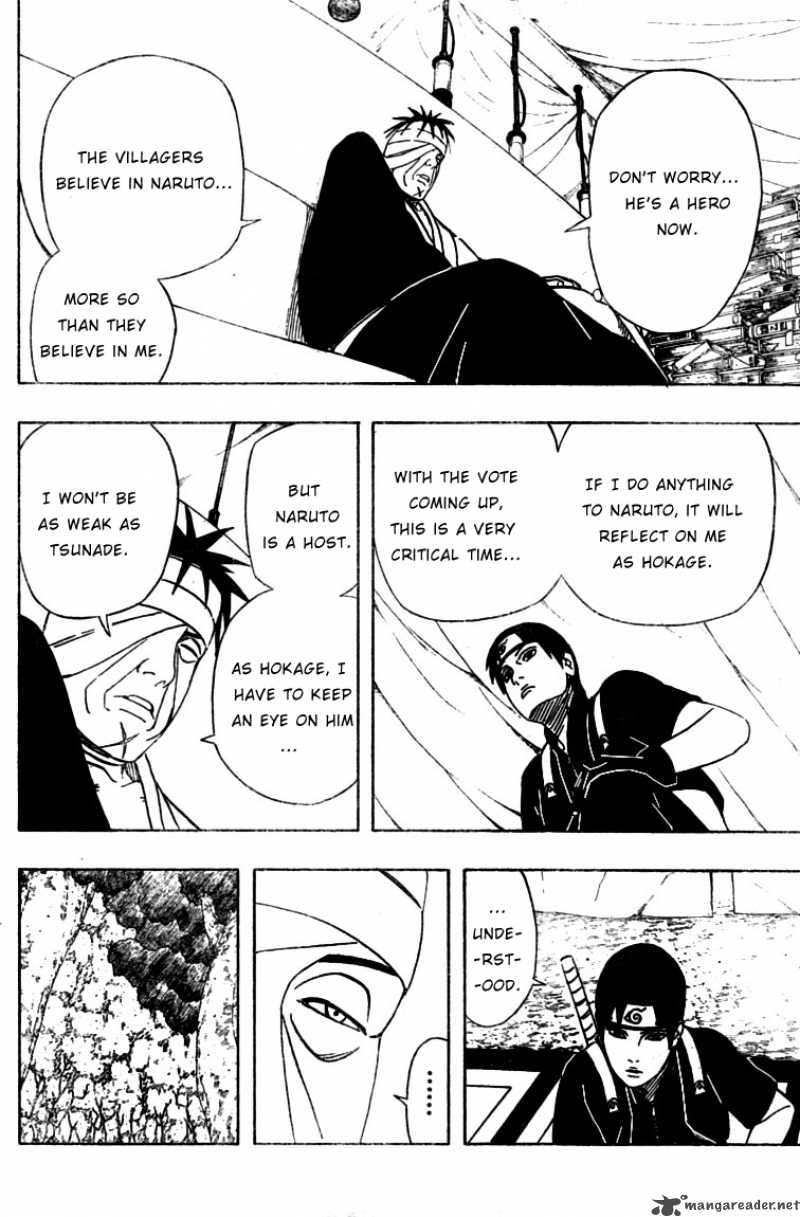 DON'T WORRY...
HE'S A HERO
NOW.
THE VILLAGERS
BELIEVE IN NARUTO...
MORE SO
THAN THEY
BELIEVE IN ME.
IF I DO ANYTHING
TO NARUTO, IT WILL
REFLECT ON ME
AS HOKAGE.
WITH THE VOTE
COMING UP,
THIS IS A VERY
CRITICAL TIME...
BUT
NARUTO
IS A HOST.
AS HOKAGE, I
HAVE TO KEEP
AN EYE ON HIM
...
I WON'T BE
AS WEAK AS
TSUNADE.
...
UNDE-
-RST-
-OOD.
......
mangareader.net